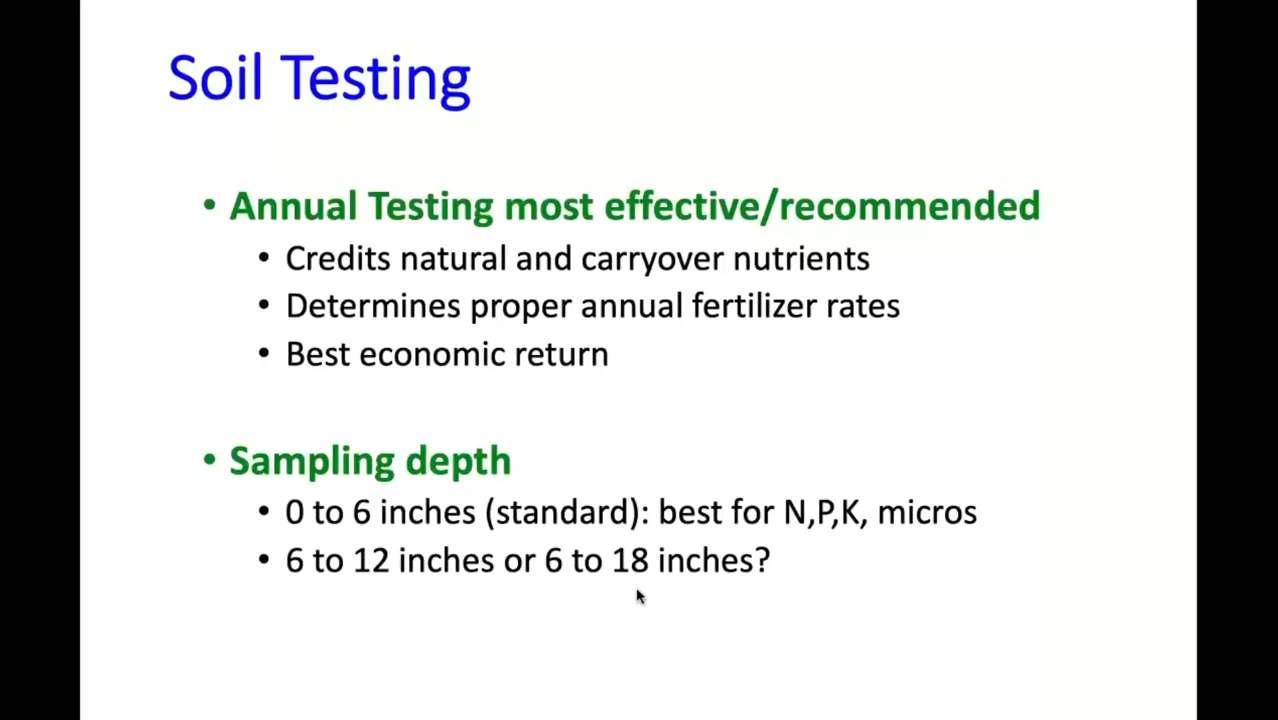 Soil Testing
• Annual Testing most effective/recommended
• Credits natural and carryover nutrients
• Determines proper annual fertilizer rates
• Best economic return
• Sampling depth
• 0 to 6 inches (standard): best for N,P,K, micros
• 6 to 12 inches or 6 to 18 inches?